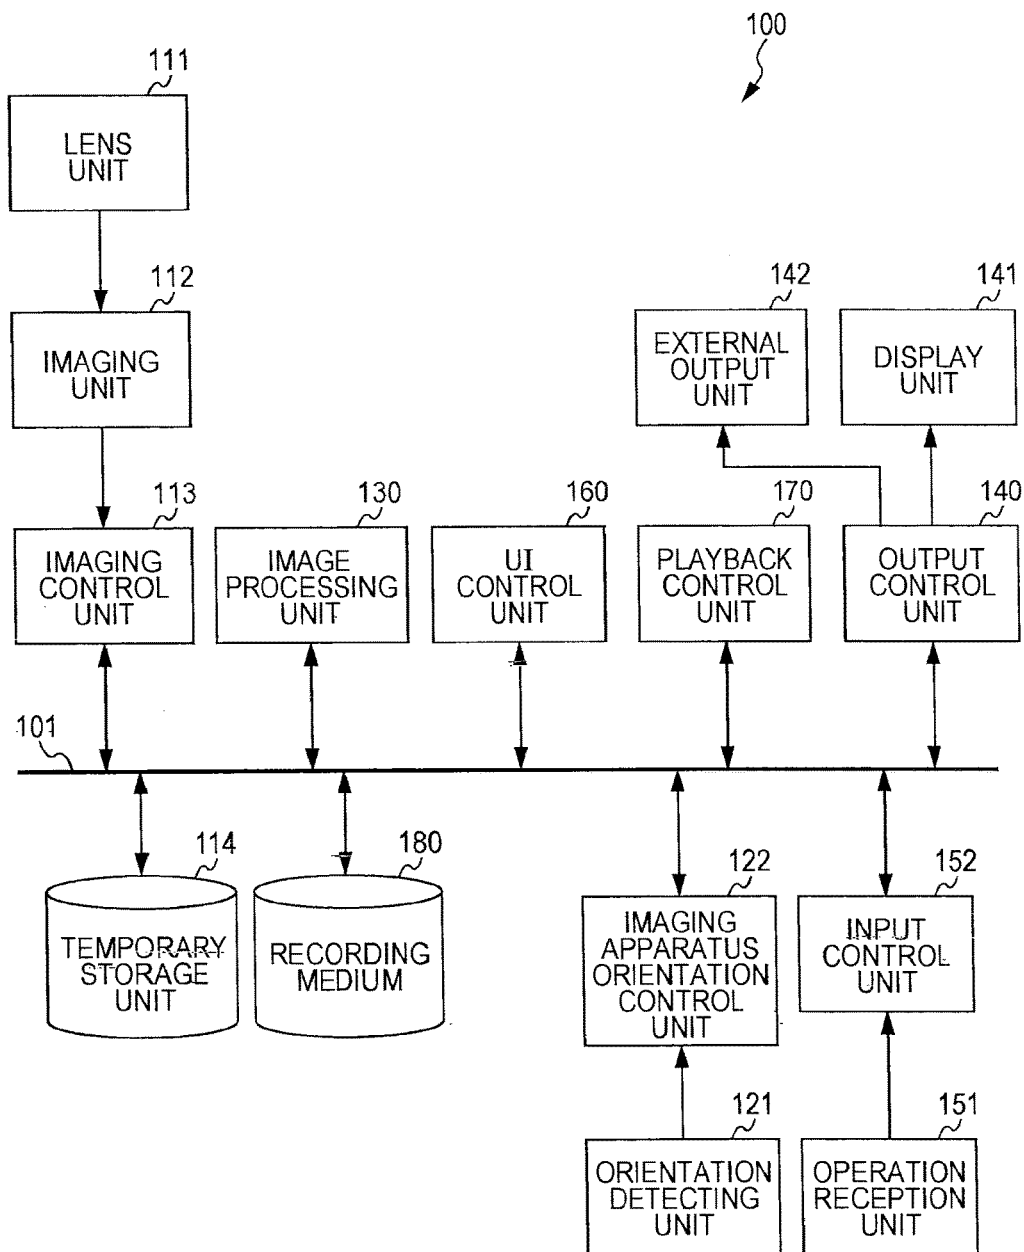 100
111
LENS
UNIT
112
IMAGING
UNIT
142
EXTERNAL
OUTPUT
UNIT
141
DISPLAY
UNIT
113
IMAGING
CONTROL
UNIT
130
IMAGE
PROCESSING
UNIT
160
UI
CONTROL
UNIT
170
PLAYBACK
CONTROL
UNIT
140
OUTPUT
CONTROL
UNIT
101
114
TEMPORARY
STORAGE
UNIT
180
RECORDING
MEDIUM
122
IMAGING
APPARATUS
ORIENTATION
CONTROL
UNIT
152
INPUT
CONTROL
UNIT
121
ORIENTATION
DETECTING
UNIT
151
OPERATION
RECEPTION
UNIT